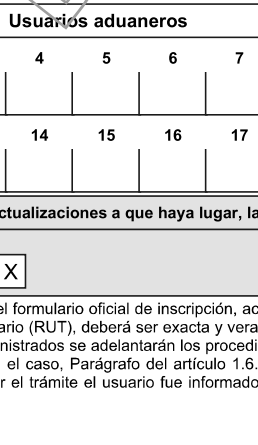 Usuarios aduaneros
4 5 6 7
14 15 16 17
ctualizaciones a que haya lugar, la
X
el formulario oficial de inscripción, ac
ario (RUT), deberá ser exacta y vera
nistrados se adelantarán los procedi
el caso, Parágrafo del artículo 1.6.
r el trámite el usuario fue informado